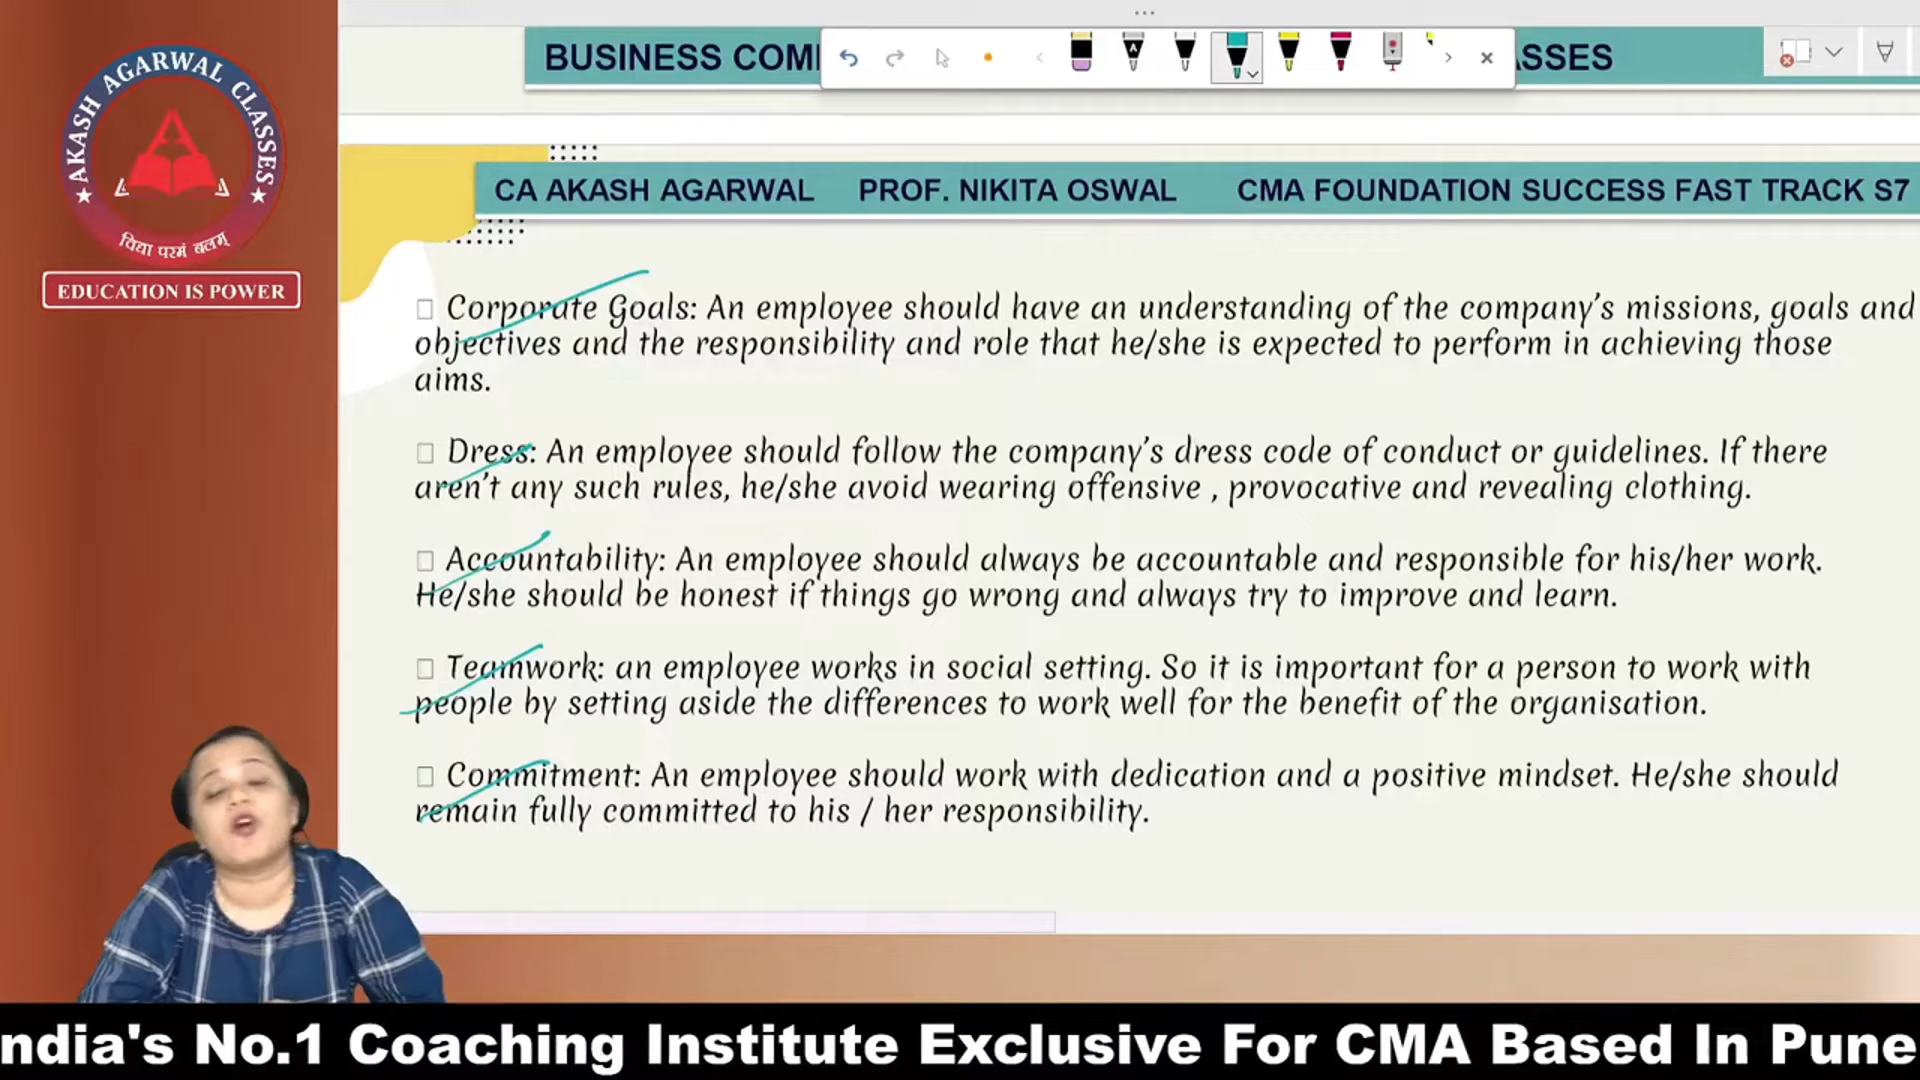 BUSINESS COM
ASSES
AKASH AGARWAL CLASSES
विद्या परमं बलम्
EDUCATION IS POWER
CA AKASH AGARWAL PROF. NIKITA OSWAL CMA FOUNDATION SUCCESS FAST TRACK S7
Corporate Goals: An employee should have an understanding of the company's missions, goals and
objectives and the responsibility and role that he/she is expected to perform in achieving those
aims.
Dress: An employee should follow the company's dress code of conduct or guidelines. If there
aren't any such rules, he/she avoid wearing offensive , provocative and revealing clothing.
Accountability: An employee should always be accountable and responsible for his/her work.
He/she should be honest if things go wrong and always try to improve and learn.
Teamwork: an employee works in social setting. So it is important for a person to work with
people by setting aside the differences to work well for the benefit of the organisation.
Commitment: An employee should work with dedication and a positive mindset. He/she should
remain fully committed to his / her responsibility.
ndia's No.1 Coaching Institute Exclusive For CMA Based In Pune